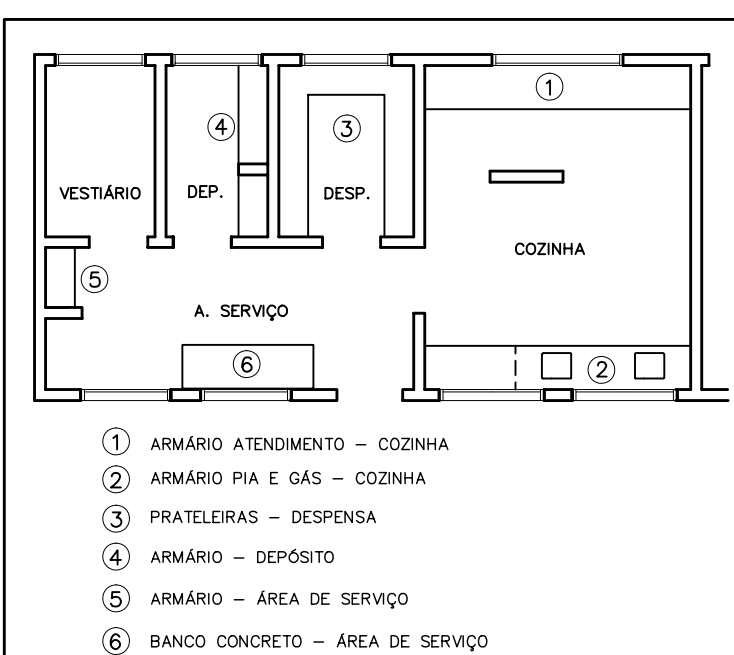 ①
④
③
VESTIÁRIO
DEP.
DESP.
COZINHA
⑤
A. SERVIÇO
⑥
②
① ARMÁRIO ATENDIMENTO – COZINHA
② ARMÁRIO PIA E GÁS – COZINHA
③ PRATELEIRAS – DESPENSA
④ ARMÁRIO – DEPÓSITO
⑤ ARMÁRIO – ÁREA DE SERVIÇO
⑥ BANCO CONCRETO – ÁREA DE SERVIÇO